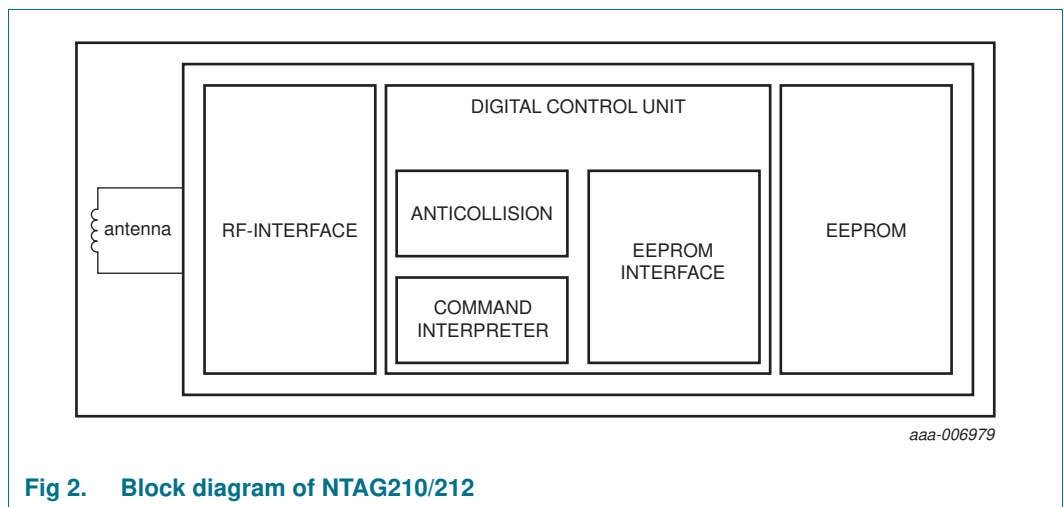 DIGITAL CONTROL UNIT
antenna
RF-INTERFACE
ANTICOLLISION
COMMAND
INTERPRETER
EEPROM
INTERFACE
EEPROM
aaa-006979
Fig 2. Block diagram of NTAG210/212